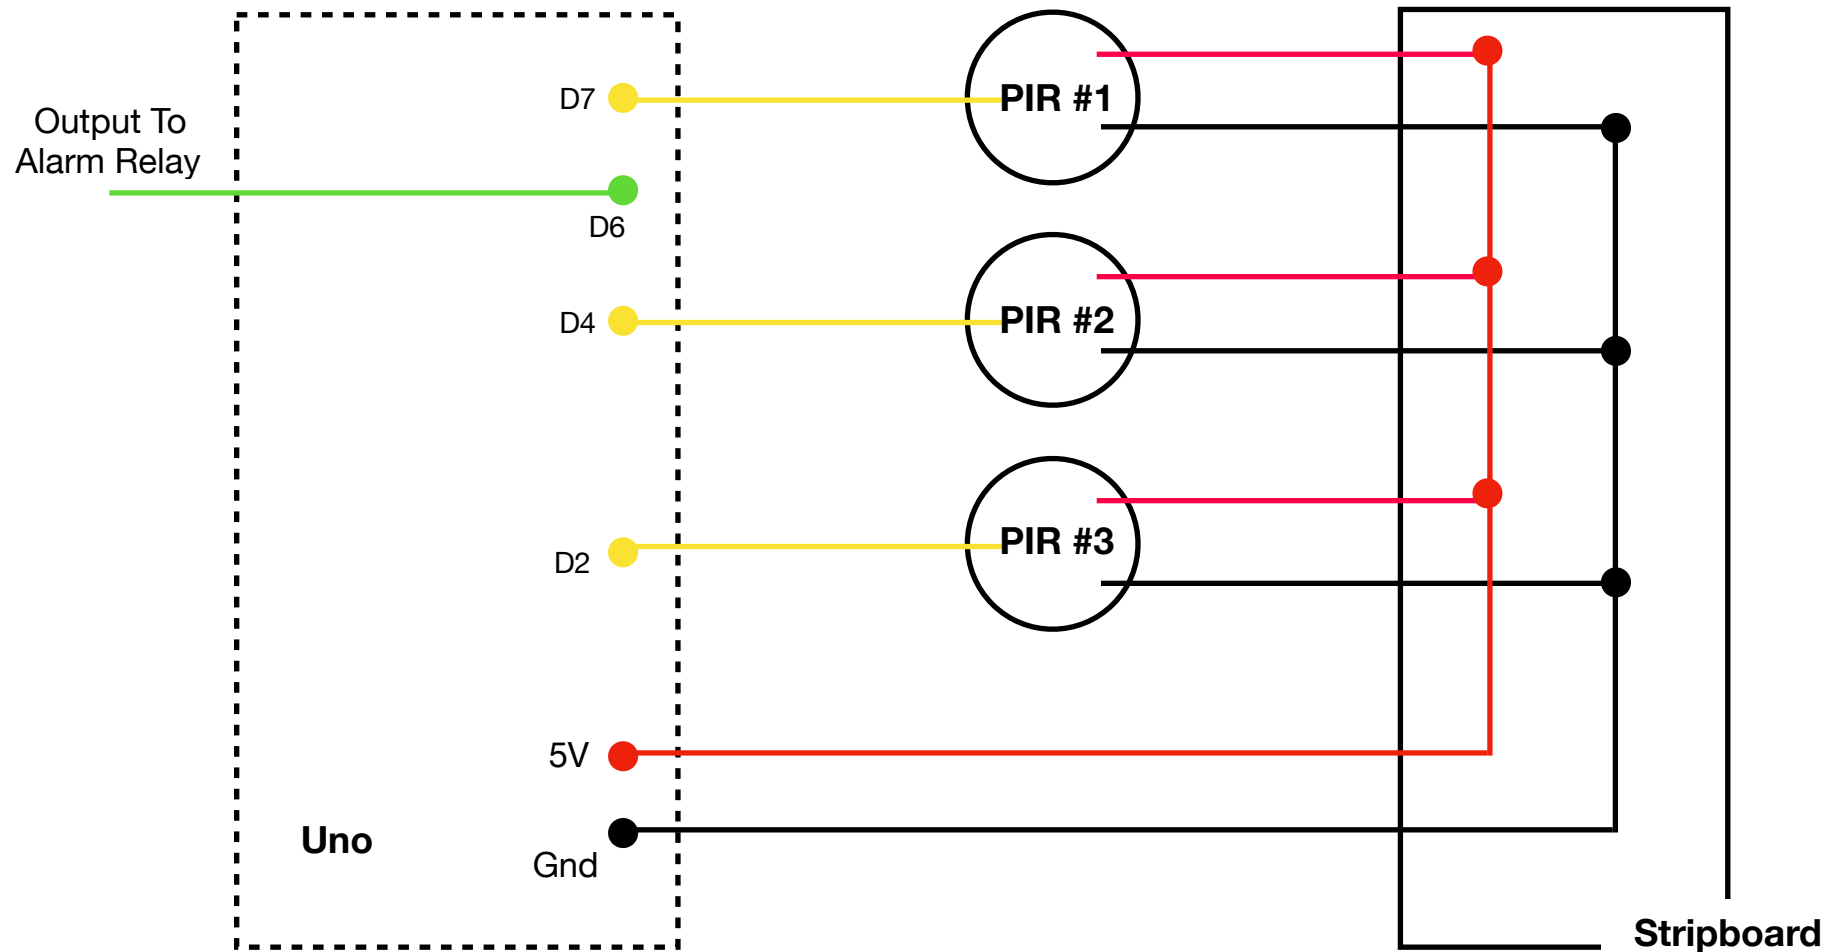 D7
PIR #1
Output To
Alarm Relay
D6
D4
PIR #2
D2
PIR #3
5V
Uno
Gnd
Stripboard